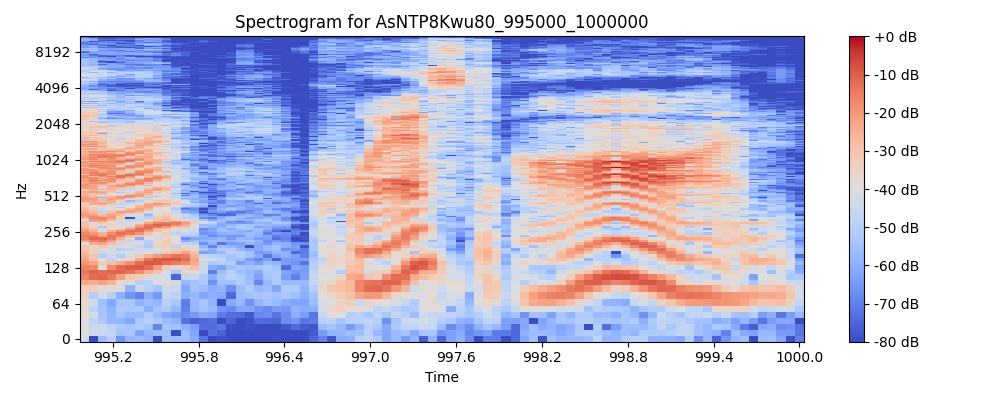 Spectrogram for AsNTP8Kwu80_995000_1000000
8192
4096
2048
1024
512
256
128
64
0
Hz
995.2 995.8 996.4 997.0 997.6 998.2 998.8 999.4 1000.0
Time
+0 dB
-10 dB
-20 dB
-30 dB
-40 dB
-50 dB
-60 dB
-70 dB
-80 dB